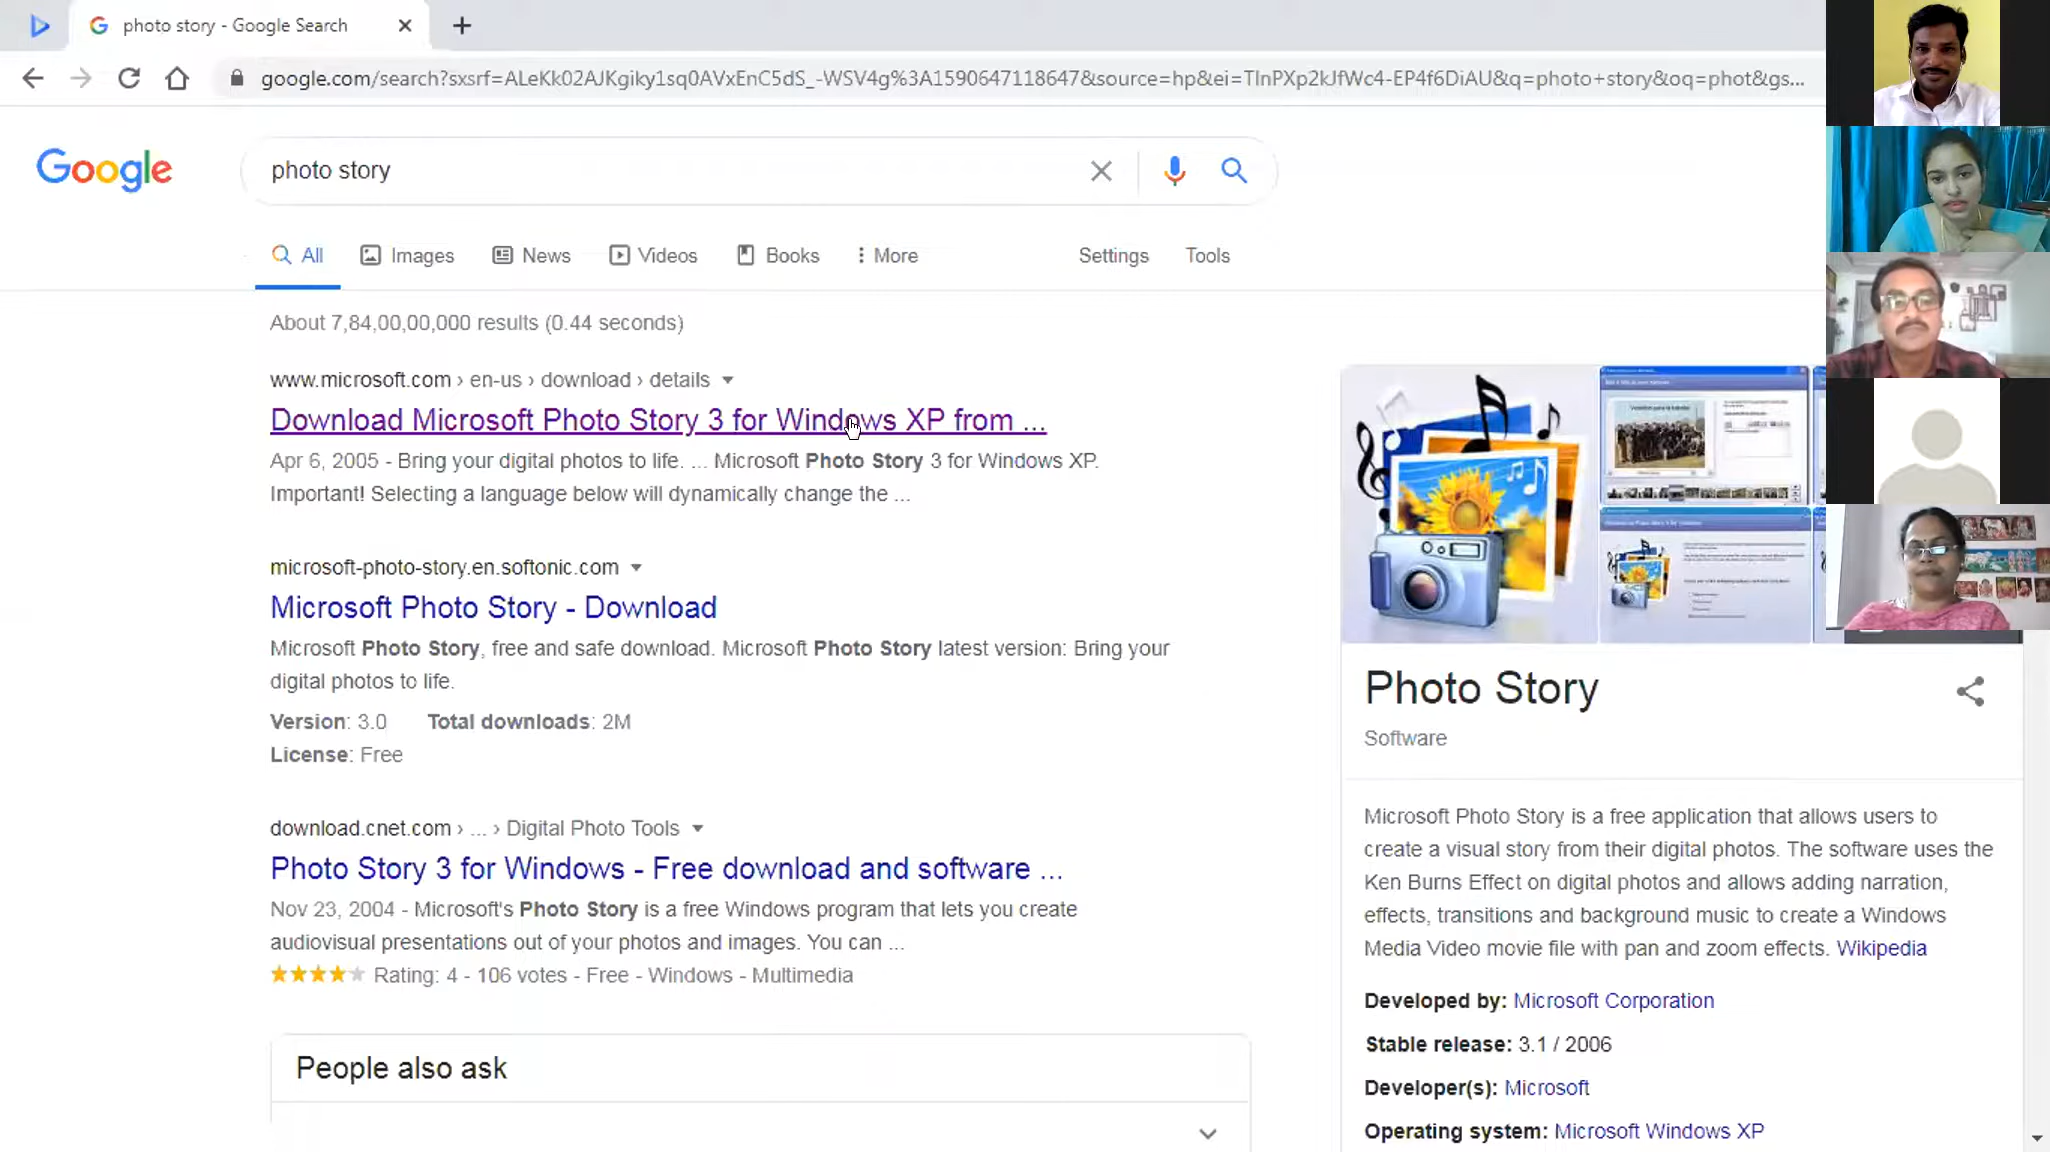 photo story - Google Search
google.com/search?sxsrf=ALeKk02AJKgiky1sq0AVxEnC5dS_-WSV4g%3A1590647118647&source=hp&ei=TlnPXp2kJfWc4-EP4f6DiAU&q=photo+story&oq=phot&gs...
Google
photo story
All Images News Videos Books More Settings Tools
About 7,84,00,00,000 results (0.44 seconds)
www.microsoft.com › en-us › download › details
Download Microsoft Photo Story 3 for Windows XP from ...
Apr 6, 2005 - Bring your digital photos to life. ... Microsoft Photo Story 3 for Windows XP.
Important! Selecting a language below will dynamically change the ...
microsoft-photo-story.en.softonic.com
Microsoft Photo Story - Download
Microsoft Photo Story, free and safe download. Microsoft Photo Story latest version: Bring your
digital photos to life.
Version: 3.0 Total downloads: 2M
License: Free
download.cnet.com › ... › Digital Photo Tools
Photo Story 3 for Windows - Free download and software ...
Nov 23, 2004 - Microsoft's Photo Story is a free Windows program that lets you create
audiovisual presentations out of your photos and images. You can ...
Rating: 4 - 106 votes - Free - Windows - Multimedia
People also ask
Photo Story
Software
Microsoft Photo Story is a free application that allows users to
create a visual story from their digital photos. The software uses the
Ken Burns Effect on digital photos and allows adding narration,
effects, transitions and background music to create a Windows
Media Video movie file with pan and zoom effects. Wikipedia
Developed by: Microsoft Corporation
Stable release: 3.1 / 2006
Developer(s): Microsoft
Operating system: Microsoft Windows XP